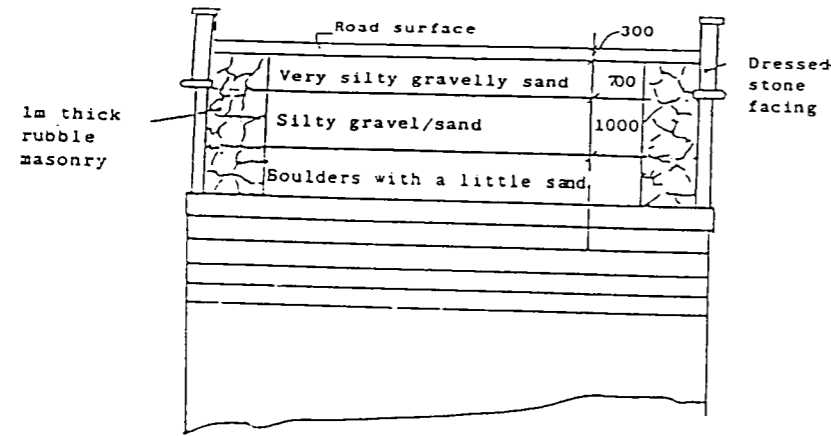 Road surface
300
Very silty gravelly sand
700
Dressed
stone
facing
1m thick
rubble
masonry
Silty gravel/sand
1000
Boulders with a little sand